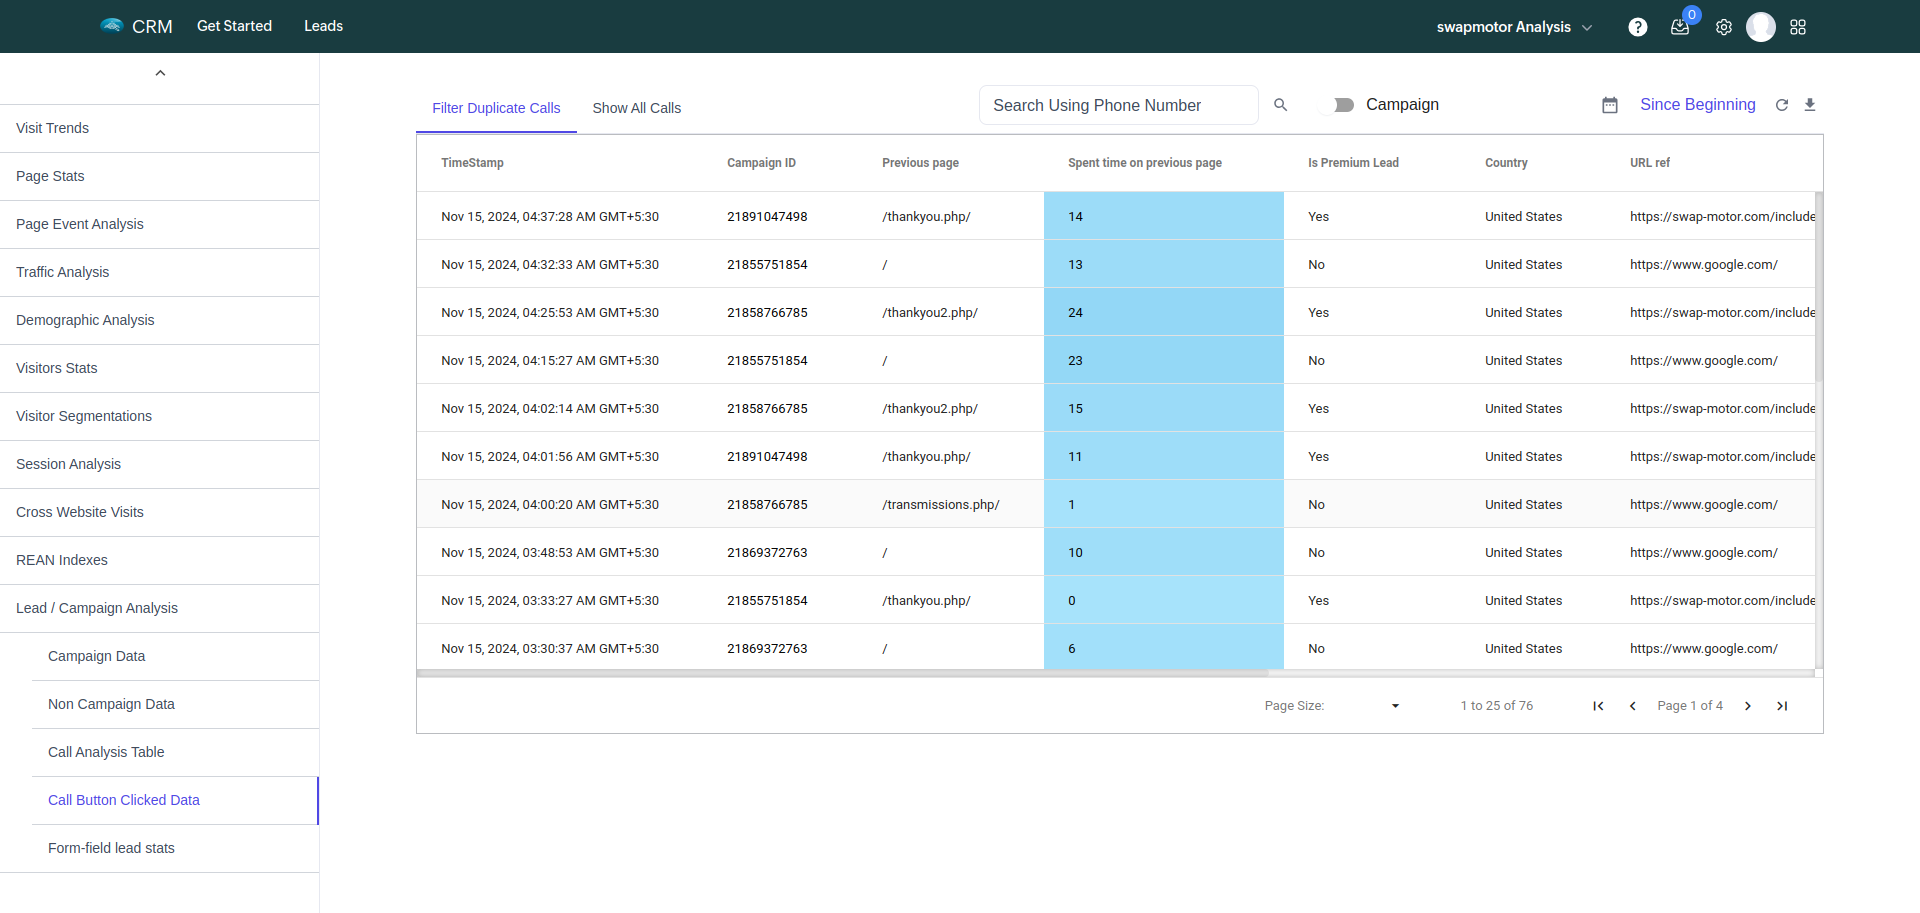 CRM Get Started Leads swapmotor Analysis ? 0
Visit Trends
Page Stats
Page Event Analysis
Traffic Analysis
Demographic Analysis
Visitors Stats
Visitor Segmentations
Session Analysis
Cross Website Visits
REAN Indexes
Lead / Campaign Analysis
Campaign Data
Non Campaign Data
Call Analysis Table
Call Button Clicked Data
Form-field lead stats
Filter Duplicate Calls Show All Calls Search Using Phone Number Campaign Since Beginning
TimeStamp Campaign ID Previous page Spent time on previous page Is Premium Lead Country URL ref
Nov 15, 2024, 04:37:28 AM GMT+5:30 21891047498 /thankyou.php/ 14 Yes United States https://swap-motor.com/include
Nov 15, 2024, 04:32:33 AM GMT+5:30 21855751854 / 13 No United States https://www.google.com/
Nov 15, 2024, 04:25:53 AM GMT+5:30 21858766785 /thankyou2.php/ 24 Yes United States https://swap-motor.com/include
Nov 15, 2024, 04:15:27 AM GMT+5:30 21855751854 / 23 No United States https://www.google.com/
Nov 15, 2024, 04:02:14 AM GMT+5:30 21858766785 /thankyou2.php/ 15 Yes United States https://swap-motor.com/include
Nov 15, 2024, 04:01:56 AM GMT+5:30 21891047498 /thankyou.php/ 11 Yes United States https://swap-motor.com/include
Nov 15, 2024, 04:00:20 AM GMT+5:30 21858766785 /transmissions.php/ 1 No United States https://www.google.com/
Nov 15, 2024, 03:48:53 AM GMT+5:30 21869372763 / 10 No United States https://www.google.com/
Nov 15, 2024, 03:33:27 AM GMT+5:30 21855751854 /thankyou.php/ 0 Yes United States https://swap-motor.com/include
Nov 15, 2024, 03:30:37 AM GMT+5:30 21869372763 / 6 No United States https://www.google.com/
Page Size: 1 to 25 of 76 Page 1 of 4